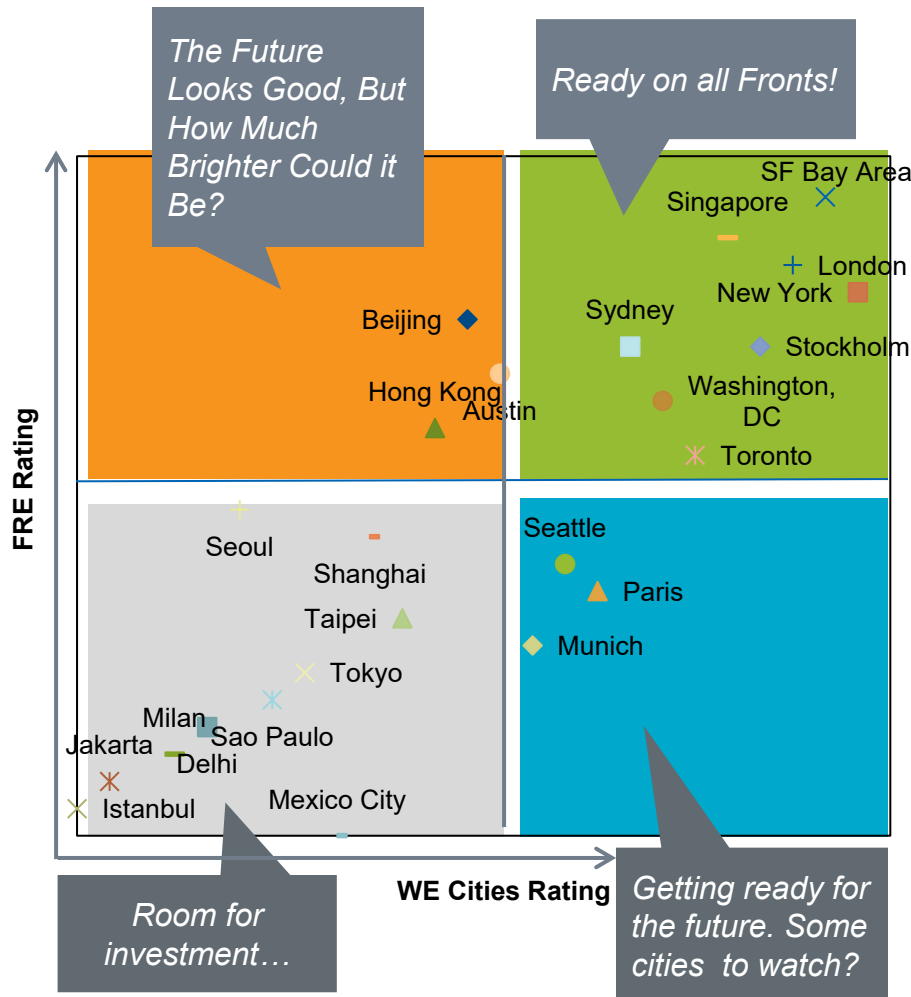 The Future
Looks Good, But
How Much
Brighter Could it
Be?
Ready on all Fronts!
SF Bay Area
Singapore
London
New York
Beijing
Sydney
Stockholm
Hong Kong
Austin
Washington,
DC
Toronto
FRE Rating
Seoul
Shanghai
Seattle
Paris
Taipei
Munich
Tokyo
Milan
Sao Paulo
Jakarta
Delhi
Istanbul
Mexico City
WE Cities Rating
Room for
investment…
Getting ready for
the future. Some
cities  to watch?